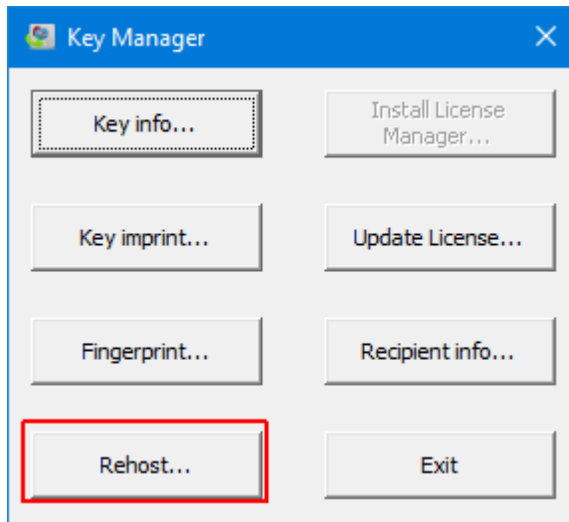 Key Manager
Key info...
Install License
Manager...
Key imprint...
Update License...
Fingerprint...
Recipient info...
Rehost...
Exit